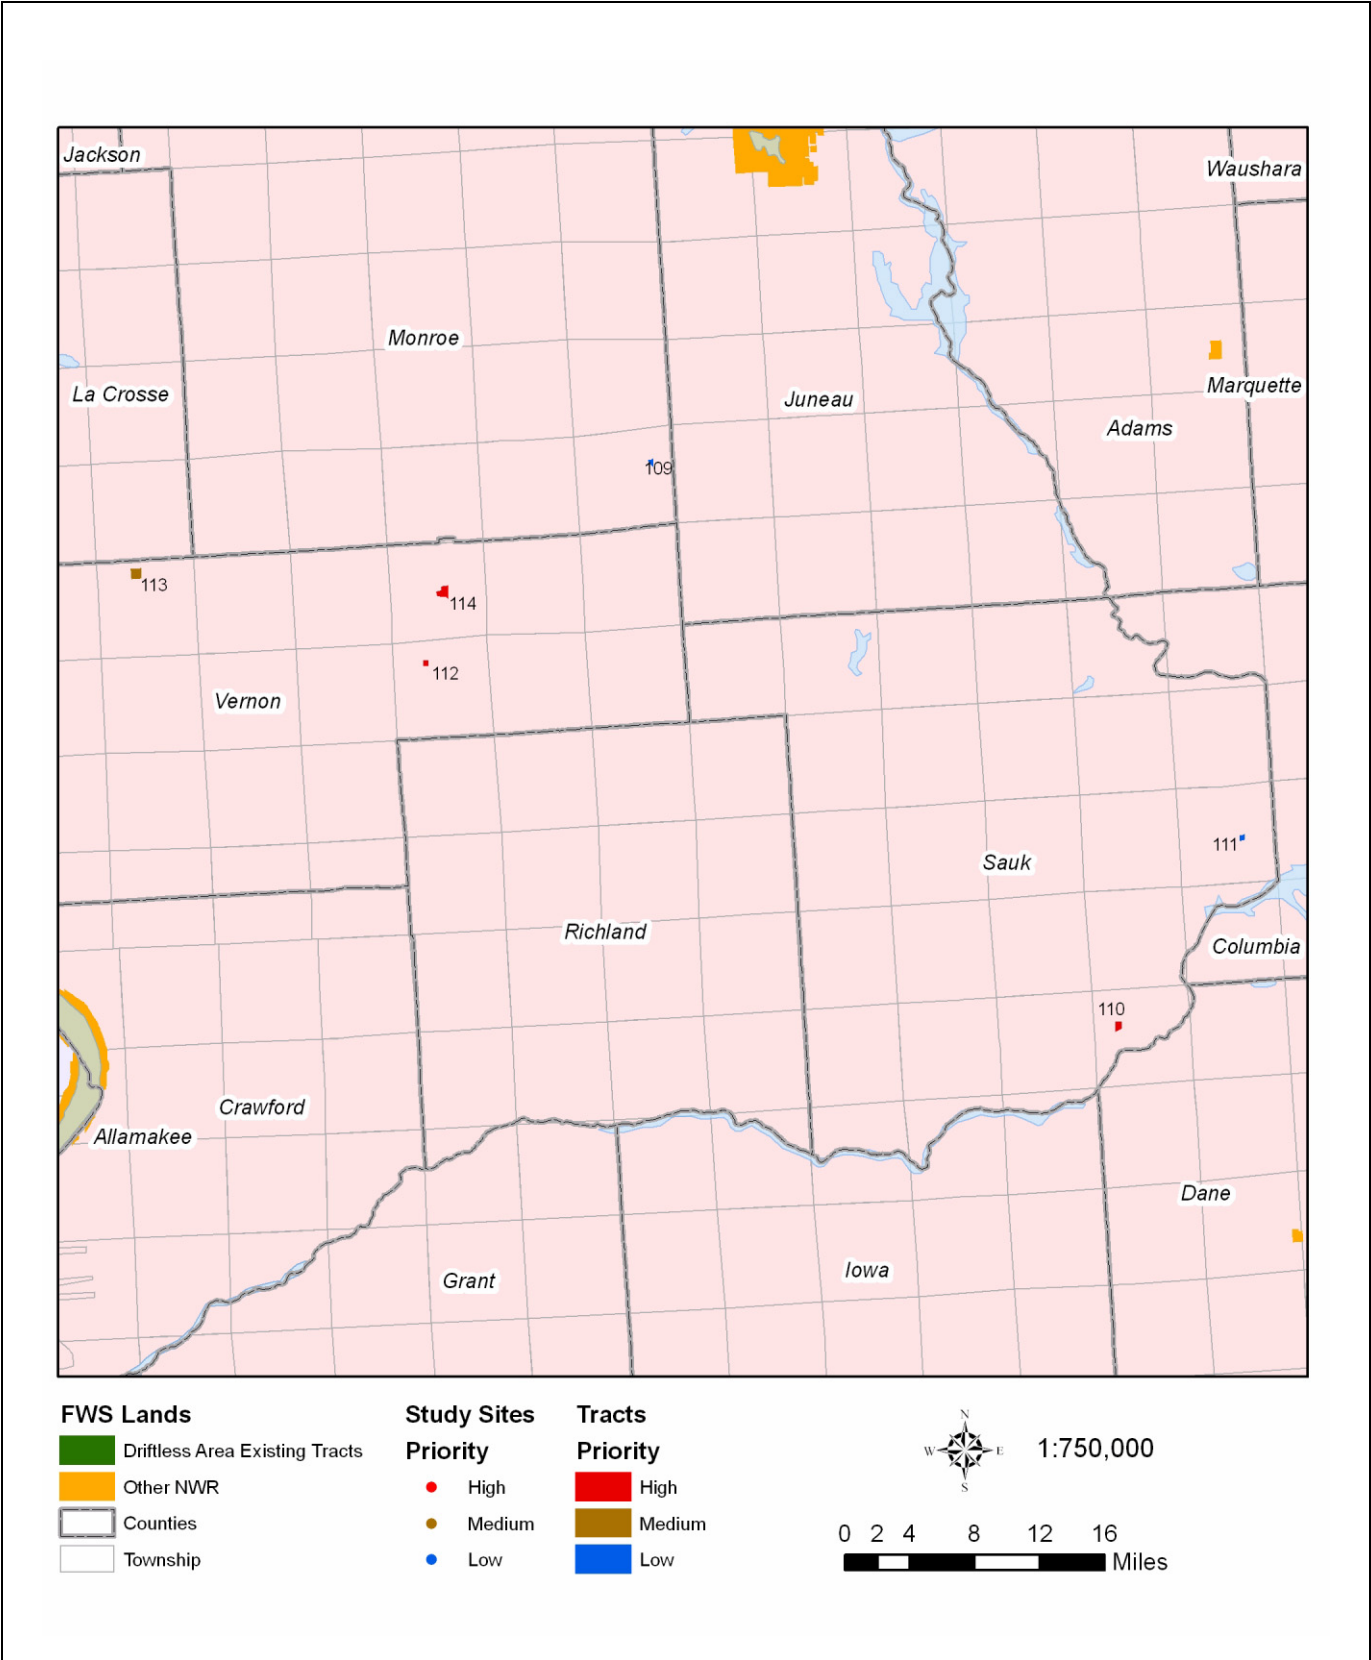 Jackson
Waushara
Monroe
La Crosse
Juneau
Marquette
Adams
109
113
114
112
Vernon
111
Sauk
Richland
Columbia
110
Crawford
Allamakee
Dane
Iowa
Grant
FWS Lands
Driftless Area Existing Tracts
Other NWR
Counties
Township
Study Sites
Priority
High
Medium
Low
Tracts
Priority
High
Medium
Low
N
W E
S
1:750,000
0 2 4 8 12 16
Miles